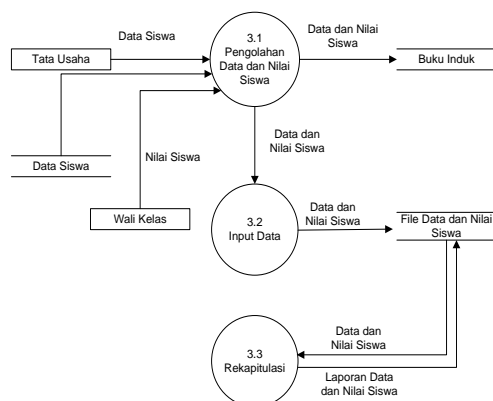 Data Siswa
3.1
Pengolahan
Data dan Nilai
Siswa
Data dan Nilai
Siswa
Tata Usaha
Buku Induk
Data Siswa
Nilai Siswa
Data dan
Nilai Siswa
Wali Kelas
3.2
Input Data
Data dan
Nilai Siswa
File Data dan Nilai
Siswa
3.3
Rekapitulasi
Data dan
Nilai Siswa
Laporan Data
dan Nilai Siswa